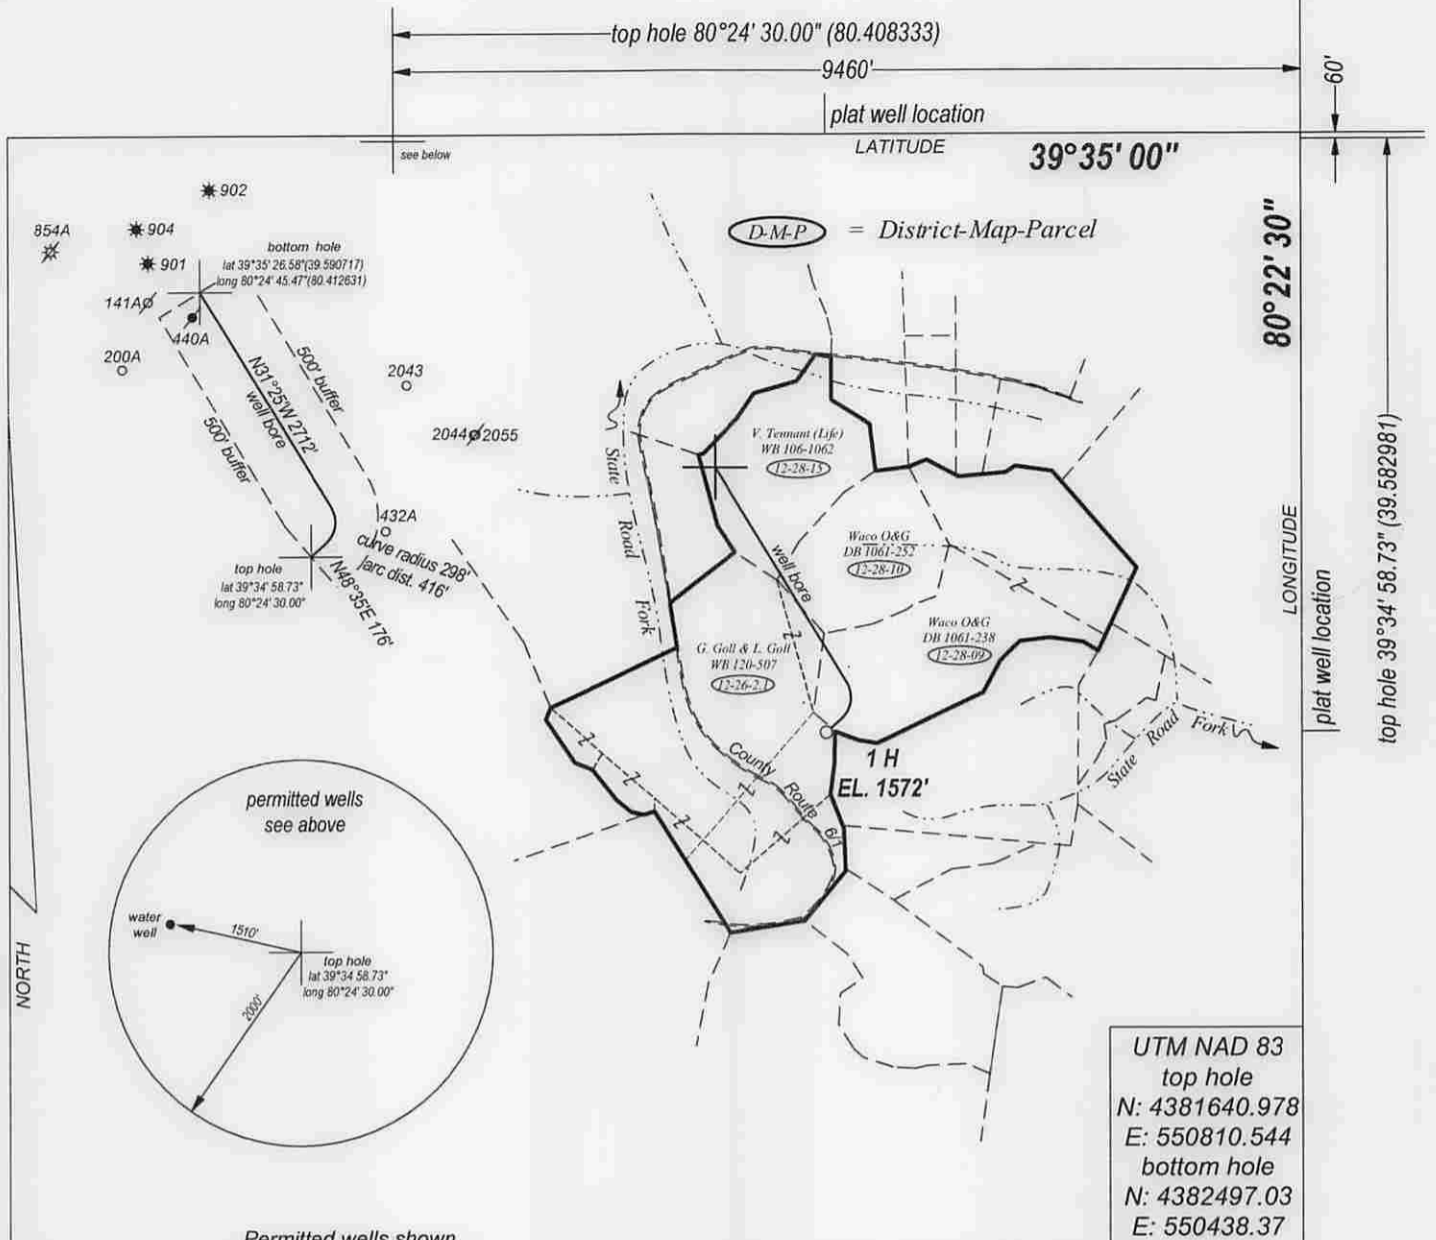 top hole 80°24' 30.00" (80.408333)
9460'
60'
plat well location
LATITUDE
39°35' 00"
see below
902
904
854A
901
bottom hole
lat 39°35' 26.58"(39.590717)
long 80°24' 45.47"(80.412631)
141A
440A
200A
N31°25'W 2712'
well bore
500' buffer
500' buffer
2043
2044 2055
432A
curve radius 298'
/arc dist. 416'
top hole
lat 39°34' 58.73"
long 80°24' 30.00"
N48°35'E 176'
D-M-P = District-Map-Parcel
80°22' 30"
LONGITUDE
plat well location
top hole 39°34' 58.73" (39.582981)
State Road Fork
V. Tennant (Life)
WB 106-1062
12-28-15
Waco O&G
DB 1061-252
12-28-10
well bore
Waco O&G
DB 1061-238
12-28-09
G. Goll & L. Goll
WB 120-507
12-26-2.1
Z
Z
Z
Z
Z
Z
Z
County Route 6/1
1 H
EL. 1572'
State Road Fork
permitted wells
see above
water
well
1510'
top hole
lat 39°34 58.73"
long 80°24' 30.00"
2000'
NORTH
UTM NAD 83
top hole
N: 4381640.978
E: 550810.544
bottom hole
N: 4382497.03
E: 550438.37
Permitted wells shown